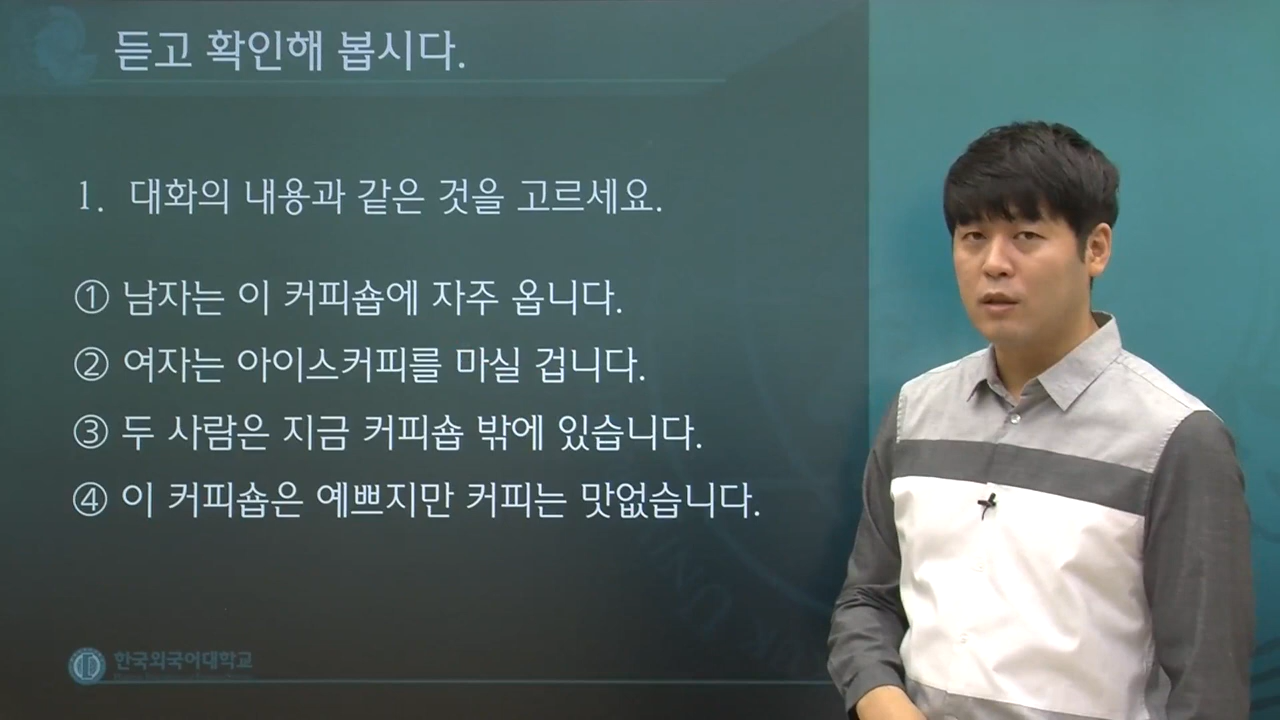 듣고 확인해 봅시다.
1. 대화의 내용과 같은 것을 고르세요.
① 남자는 이 커피숍에 자주 옵니다.
② 여자는 아이스커피를 마실 겁니다.
③ 두 사람은 지금 커피숍 밖에 있습니다.
④ 이 커피숍은 예쁘지만 커피는 맛없습니다.
한국외국어대학교